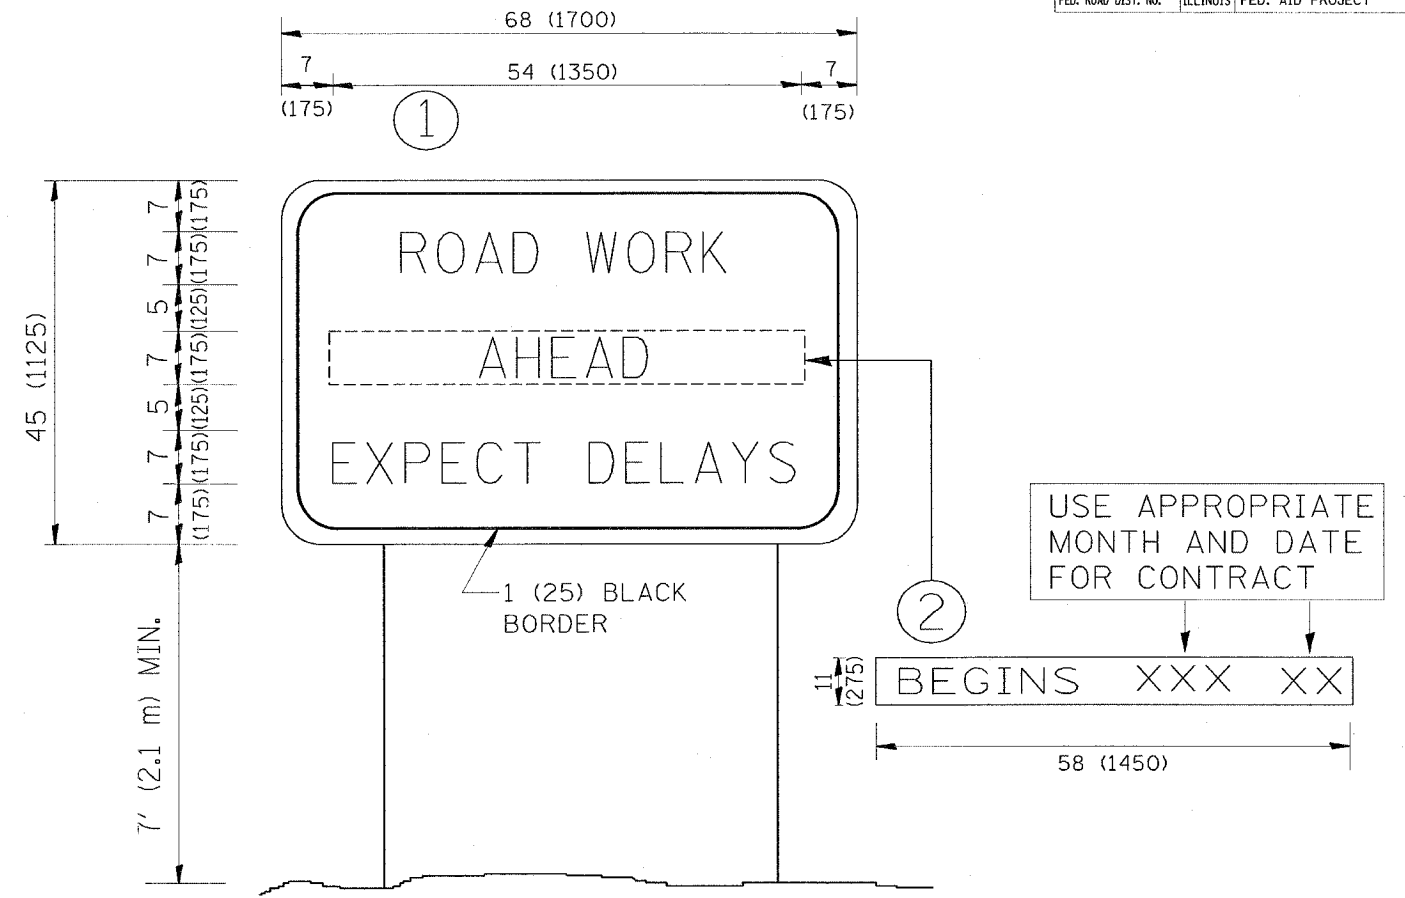 FED. ROAD DIST. NO. ILLINOIS FED. AID PROJECT
68 (1700)
7 54 (1350) 7
(175) (175)
1
7 (175)
7 (175)
5 (125)
7 (175)
5 (125)
7 (175)
7 (175)
45 (1125)
ROAD WORK
AHEAD
EXPECT DELAYS
1 (25) BLACK
BORDER
7' (2.1 m) MIN.
USE APPROPRIATE
MONTH AND DATE
FOR CONTRACT
2
11
(275)
BEGINS XXX XX
58 (1450)